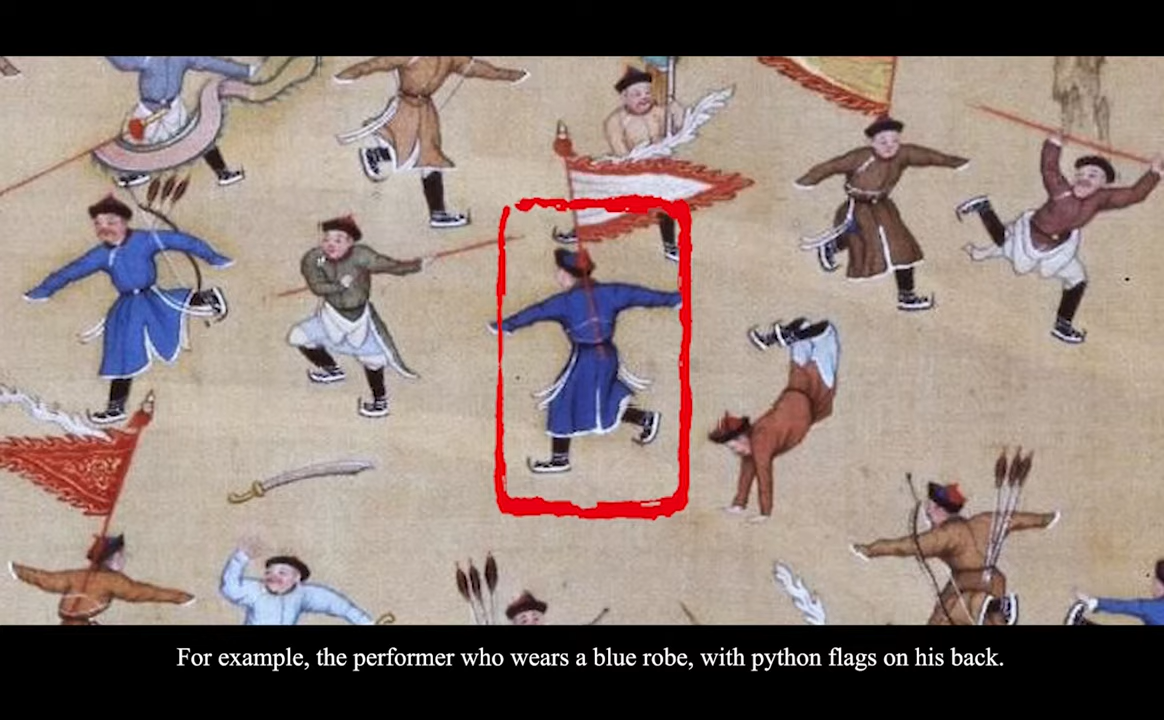 For example, the performer who wears a blue robe, with python flags on his back.